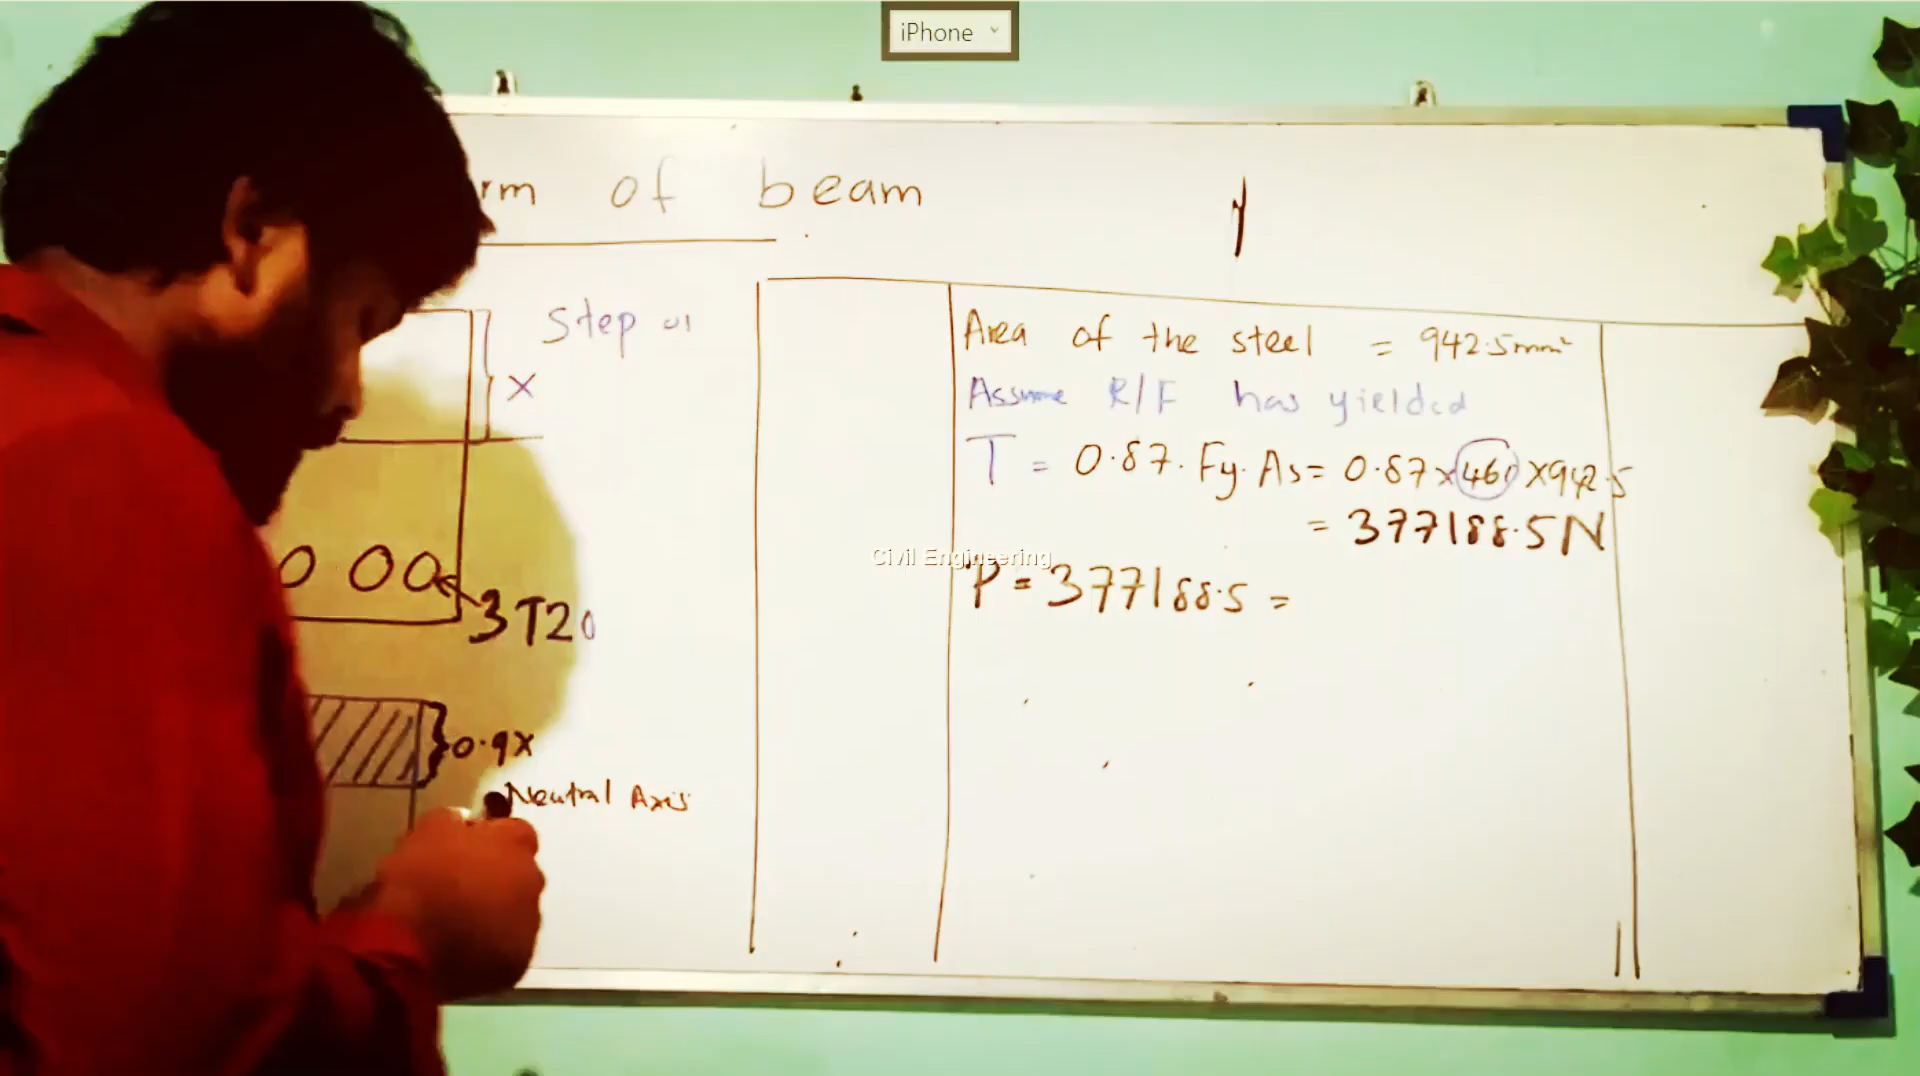 iPhone
of beam
Step 01
x
3T20
0.9x
Neutral Axis
Area of the steel = 942.5mm²
Assume R/F has yielded
T = 0.87. Fy. As = 0.87 × 460 × 942.5
= 377188.5N
Civil Engineering
P = 377188.5 =